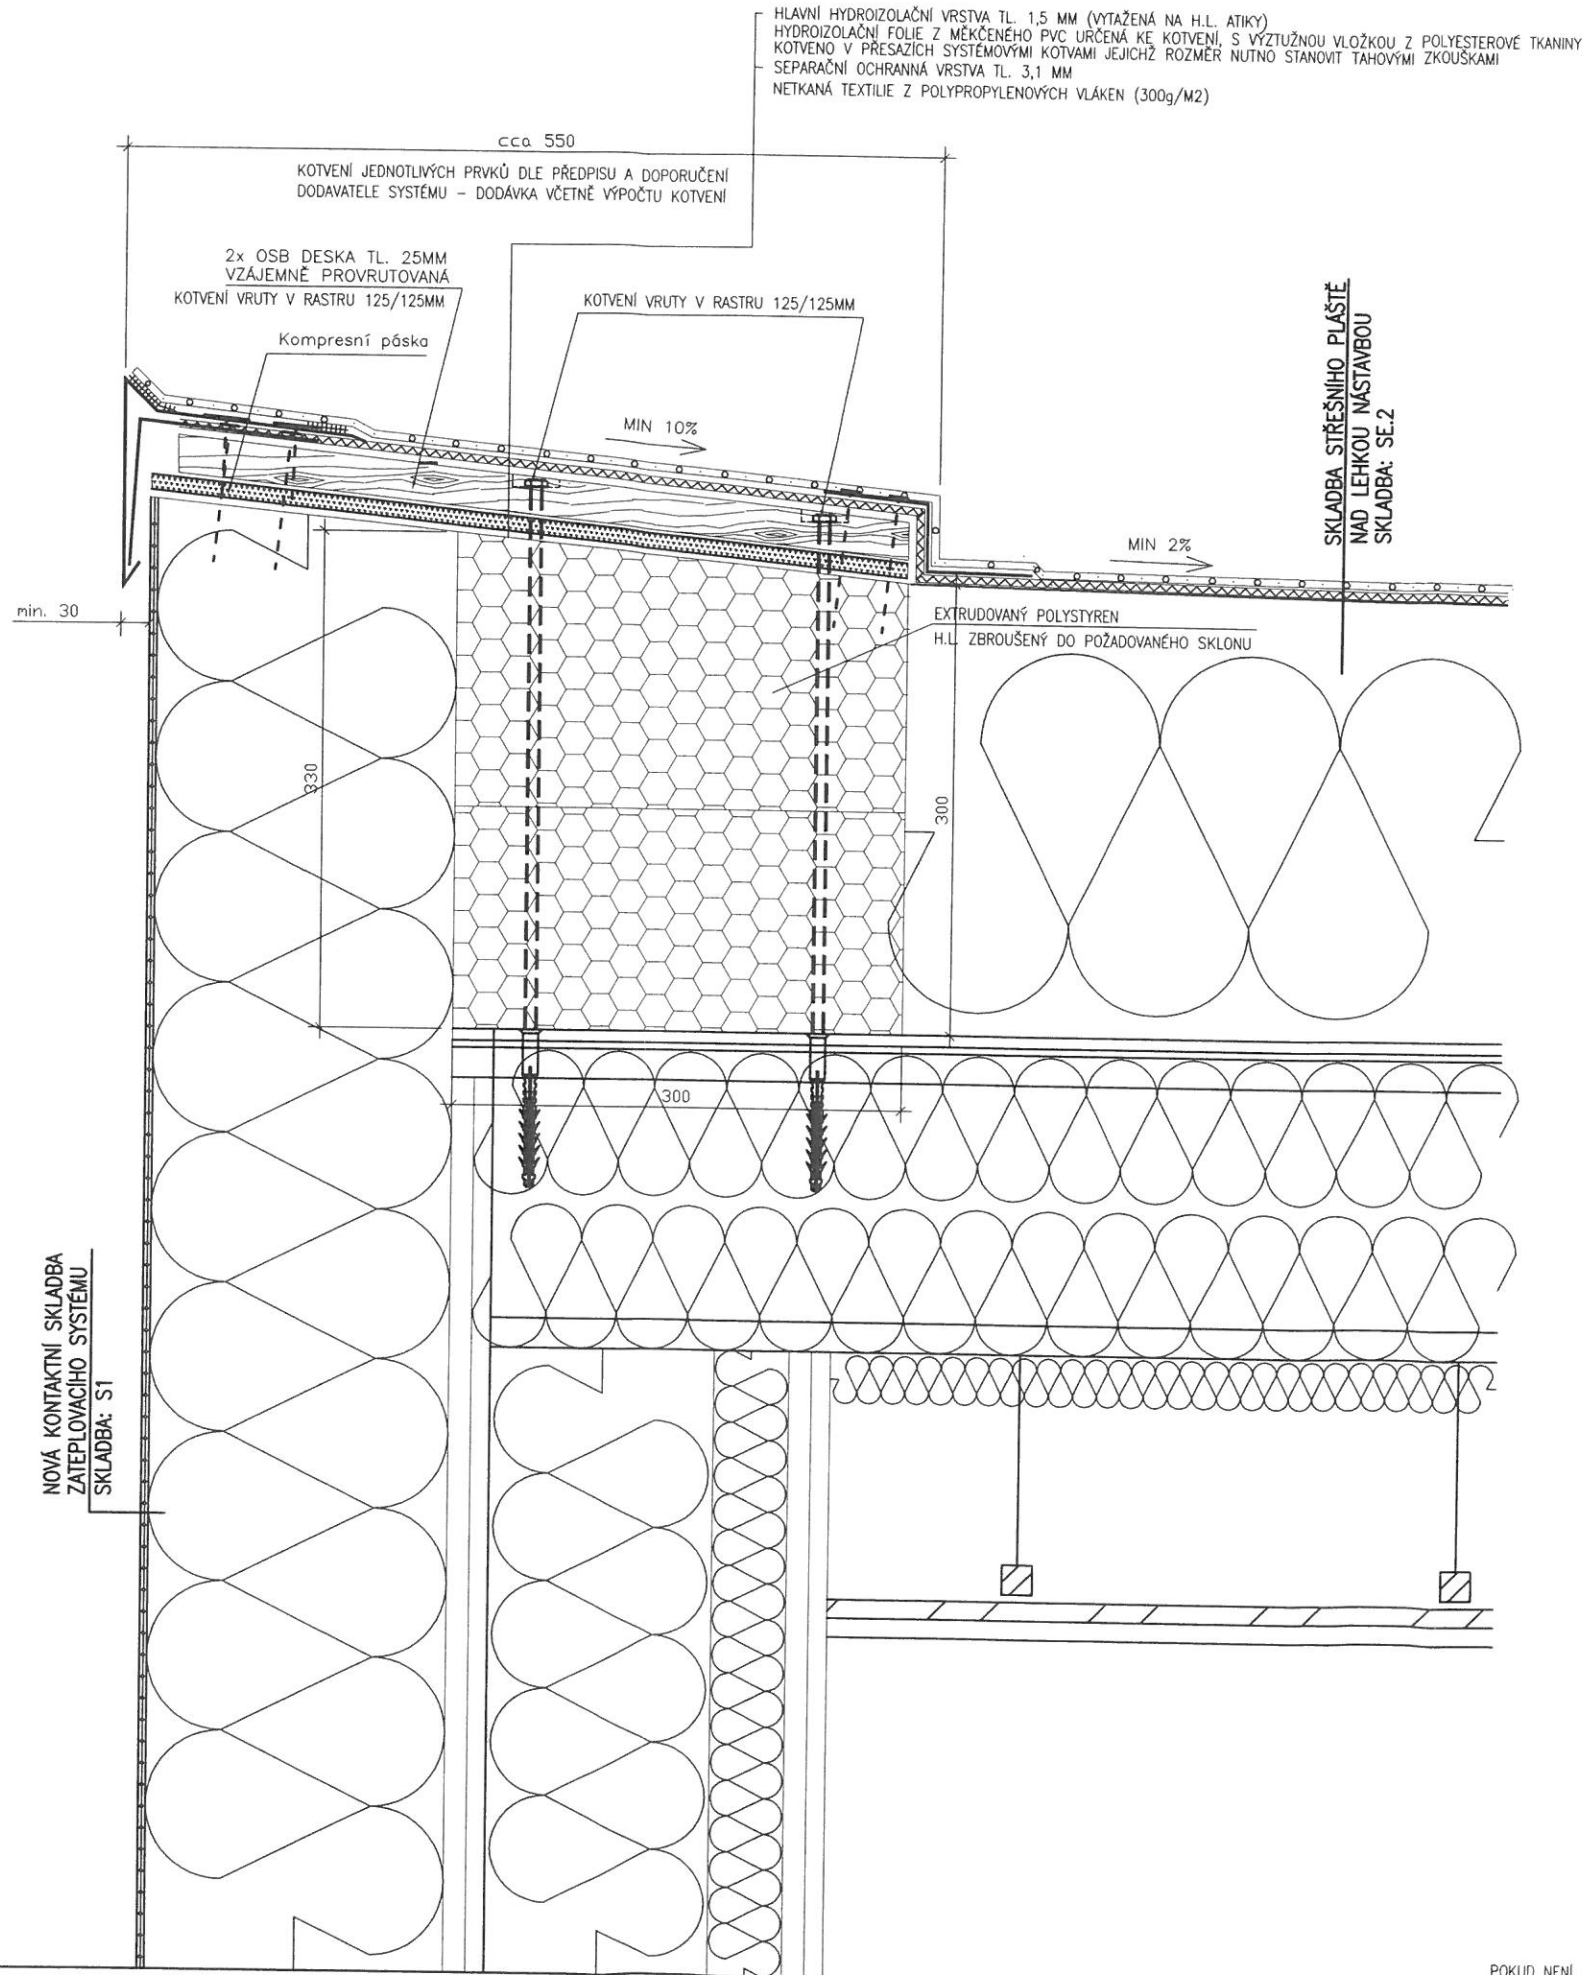 HLAVNÍ HYDROIZOLAČNÍ VRSTVA TL. 1,5 MM (VYTAŽENÁ NA H.L. ATIKY)
HYDROIZOLAČNÍ FOLIE Z MĚKČENÉHO PVC URČENÁ KE KOTVENÍ, S VÝZTUŽNOU VLOŽKOU Z POLYESTEROVÉ TKANINY
KOTVENO V PŘESAZÍCH SYSTÉMOVÝMI KOTVAMI JEJICHŽ ROZMĚR NUTNO STANOVIT TAHOVÝMI ZKOUŠKAMI
SEPARAČNÍ OCHRANNÁ VRSTVA TL. 3,1 MM
NETKANÁ TEXTILIE Z POLYPROPYLENOVÝCH VLÁKEN (300g/M2)
cca 550
KOTVENÍ JEDNOTLIVÝCH PRVKŮ DLE PŘEDPISU A DOPORUČENÍ
DODAVATELE SYSTÉMU – DODÁVKA VČETNĚ VÝPOČTU KOTVENÍ
2x OSB DESKA TL. 25MM
VZÁJEMNĚ PROVRUTOVANÁ
KOTVENÍ VRUTY V RASTRU 125/125MM
KOTVENÍ VRUTY V RASTRU 125/125MM
Kompresní páska
SKLADBA STŘEŠNÍHO PLÁŠTĚ
NAD LEHKOU NÁSTAVBOU
SKLADBA: SE.2
MIN 10%
MIN 2%
min. 30
EXTRUDOVANÝ POLYSTYREN
H.L. ZBROUŠENÝ DO POŽADOVANÉHO SKLONU
330
300
300
NOVÁ KONTAKTNÍ SKLADBA
ZATEPLOVACÍHO SYSTÉMU
SKLADBA: S1
POKUD NENÍ